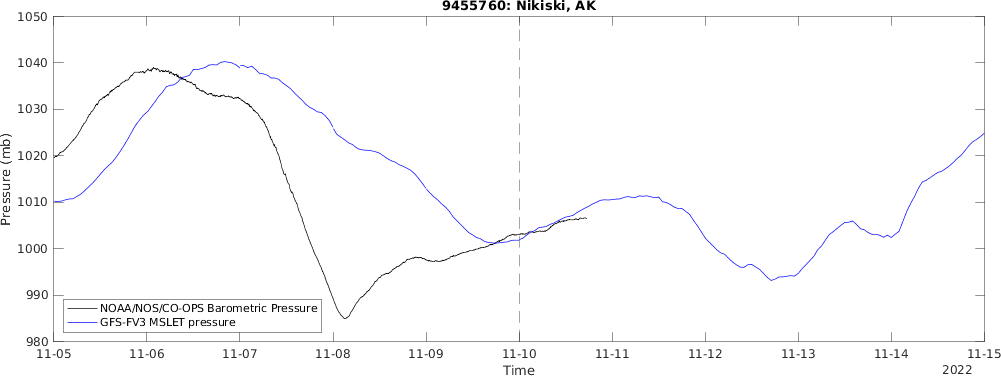 9455760: Nikiski, AK
1050
1040
1030
1020
1010
1000
990
980
Pressure (mb)
NOAA/NOS/CO-OPS Barometric Pressure
GFS-FV3 MSLET pressure
11-05 11-06 11-07 11-08 11-09 11-10 11-11 11-12 11-13 11-14 11-15
Time
2022